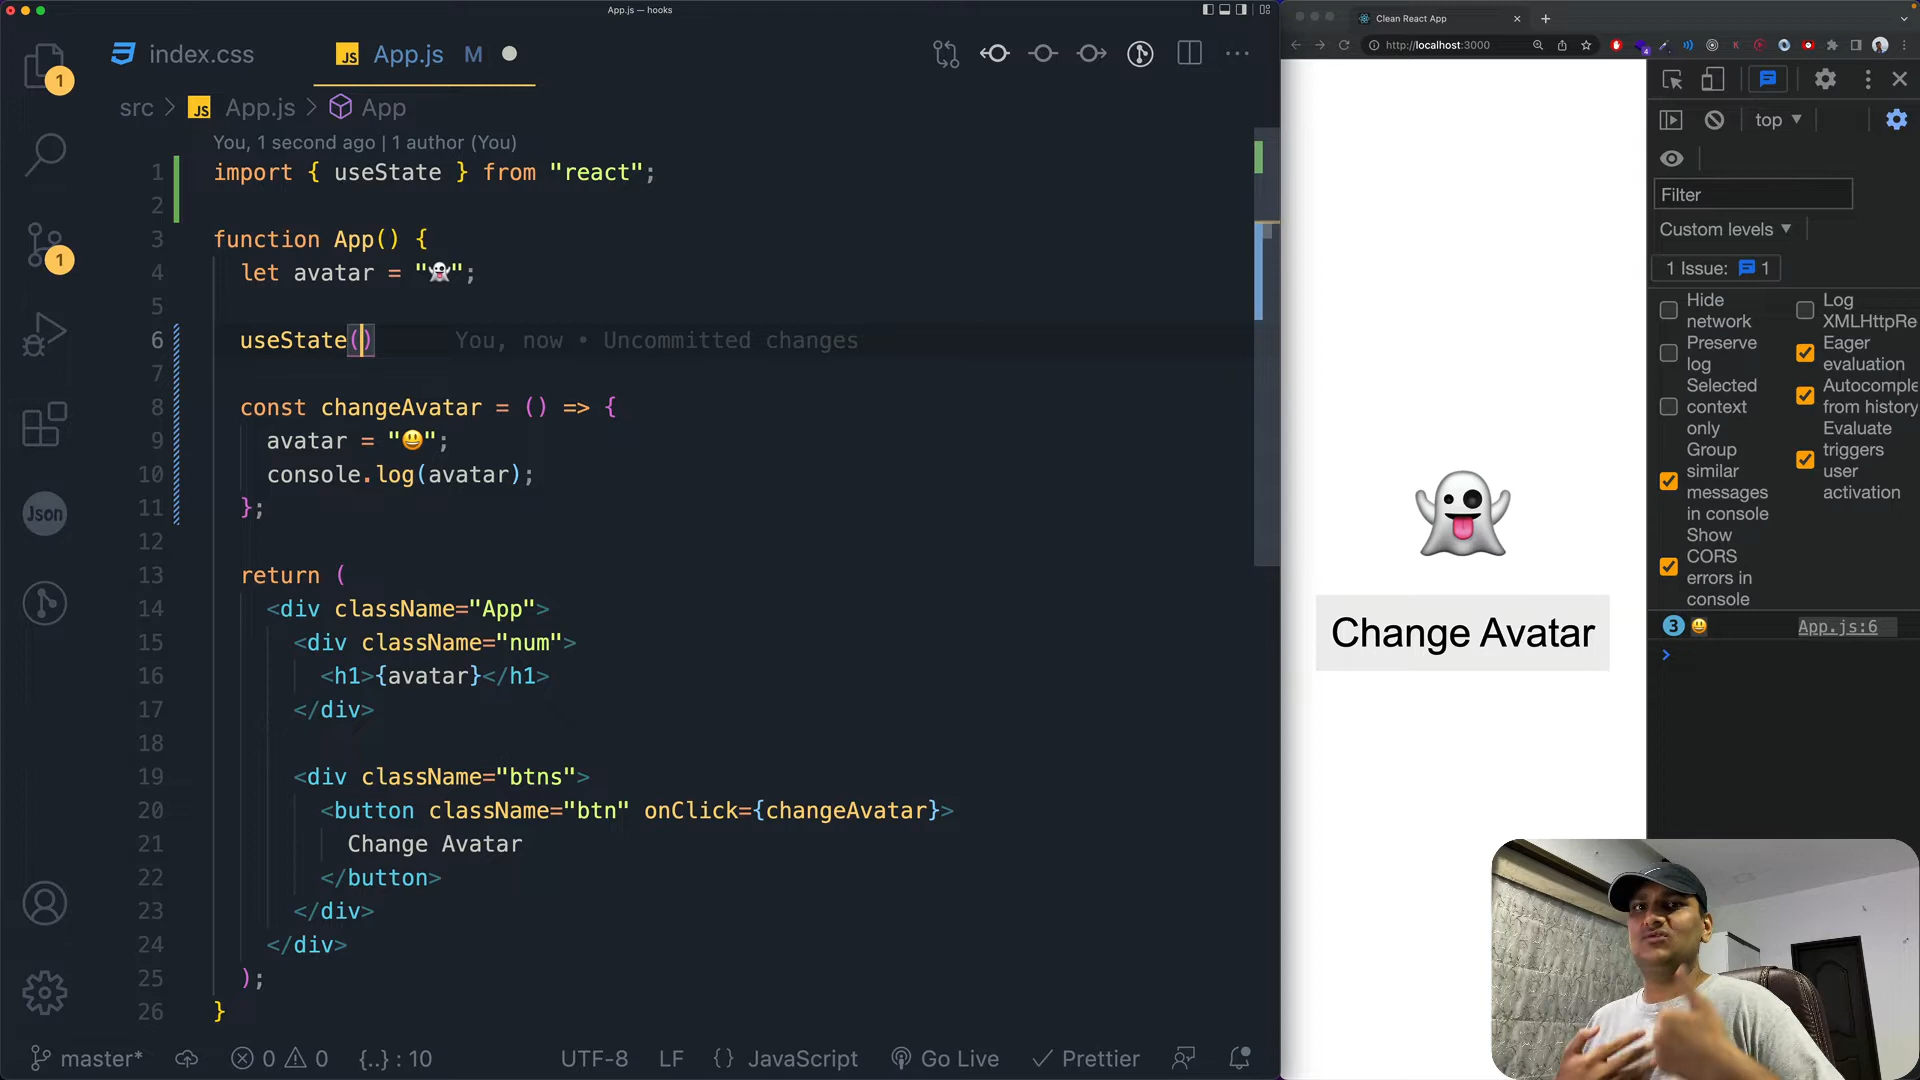 App.js — hooks
index.css
JS App.js M
src > JS App.js > App
You, 1 second ago | 1 author (You)
1 import { useState } from "react";
2
3 function App() {
4 let avatar = "👻";
5
6 useState() You, now • Uncommitted changes
7
8 const changeAvatar = () => {
9 avatar = "😃";
10 console.log(avatar);
11 };
12
13 return (
14 <div className="App">
15 <div className="num">
16 <h1>{avatar}</h1>
17 </div>
18
19 <div className="btns">
20 <button className="btn" onClick={changeAvatar}>
21 Change Avatar
22 </button>
23 </div>
24 </div>
25 );
26 }
1
1
Json
master* 0 0 {..} : 10 UTF-8 LF {} JavaScript Go Live Prettier
Clean React App
http://localhost:3000
4
Change Avatar
top
Filter
Custom levels
1 Issue: 1
Hide network
Preserve log
Selected context only
Group similar messages in console
Show CORS errors in console
Log XMLHttpRe
Eager evaluation
Autocomple from history
Evaluate triggers user activation
3 😃 App.js:6
>